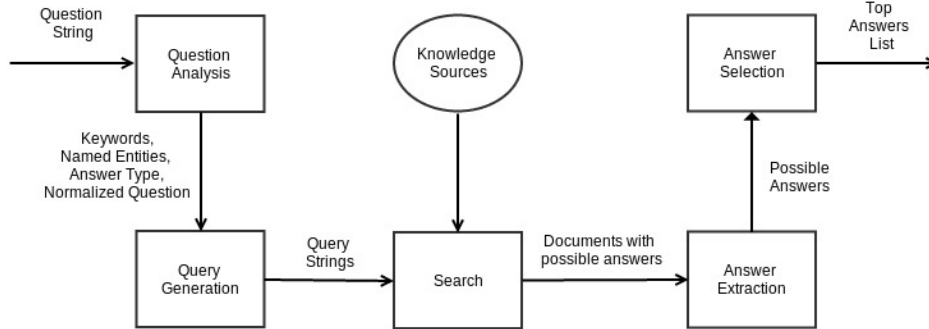 Question
String
Question
Analysis
Knowledge
Sources
Answer
Selection
Top
Answers
List
Keywords,
Named Entities,
Answer Type,
Normalized Question
Possible
Answers
Query
Generation
Query
Strings
Search
Documents with
possible answers
Answer
Extraction